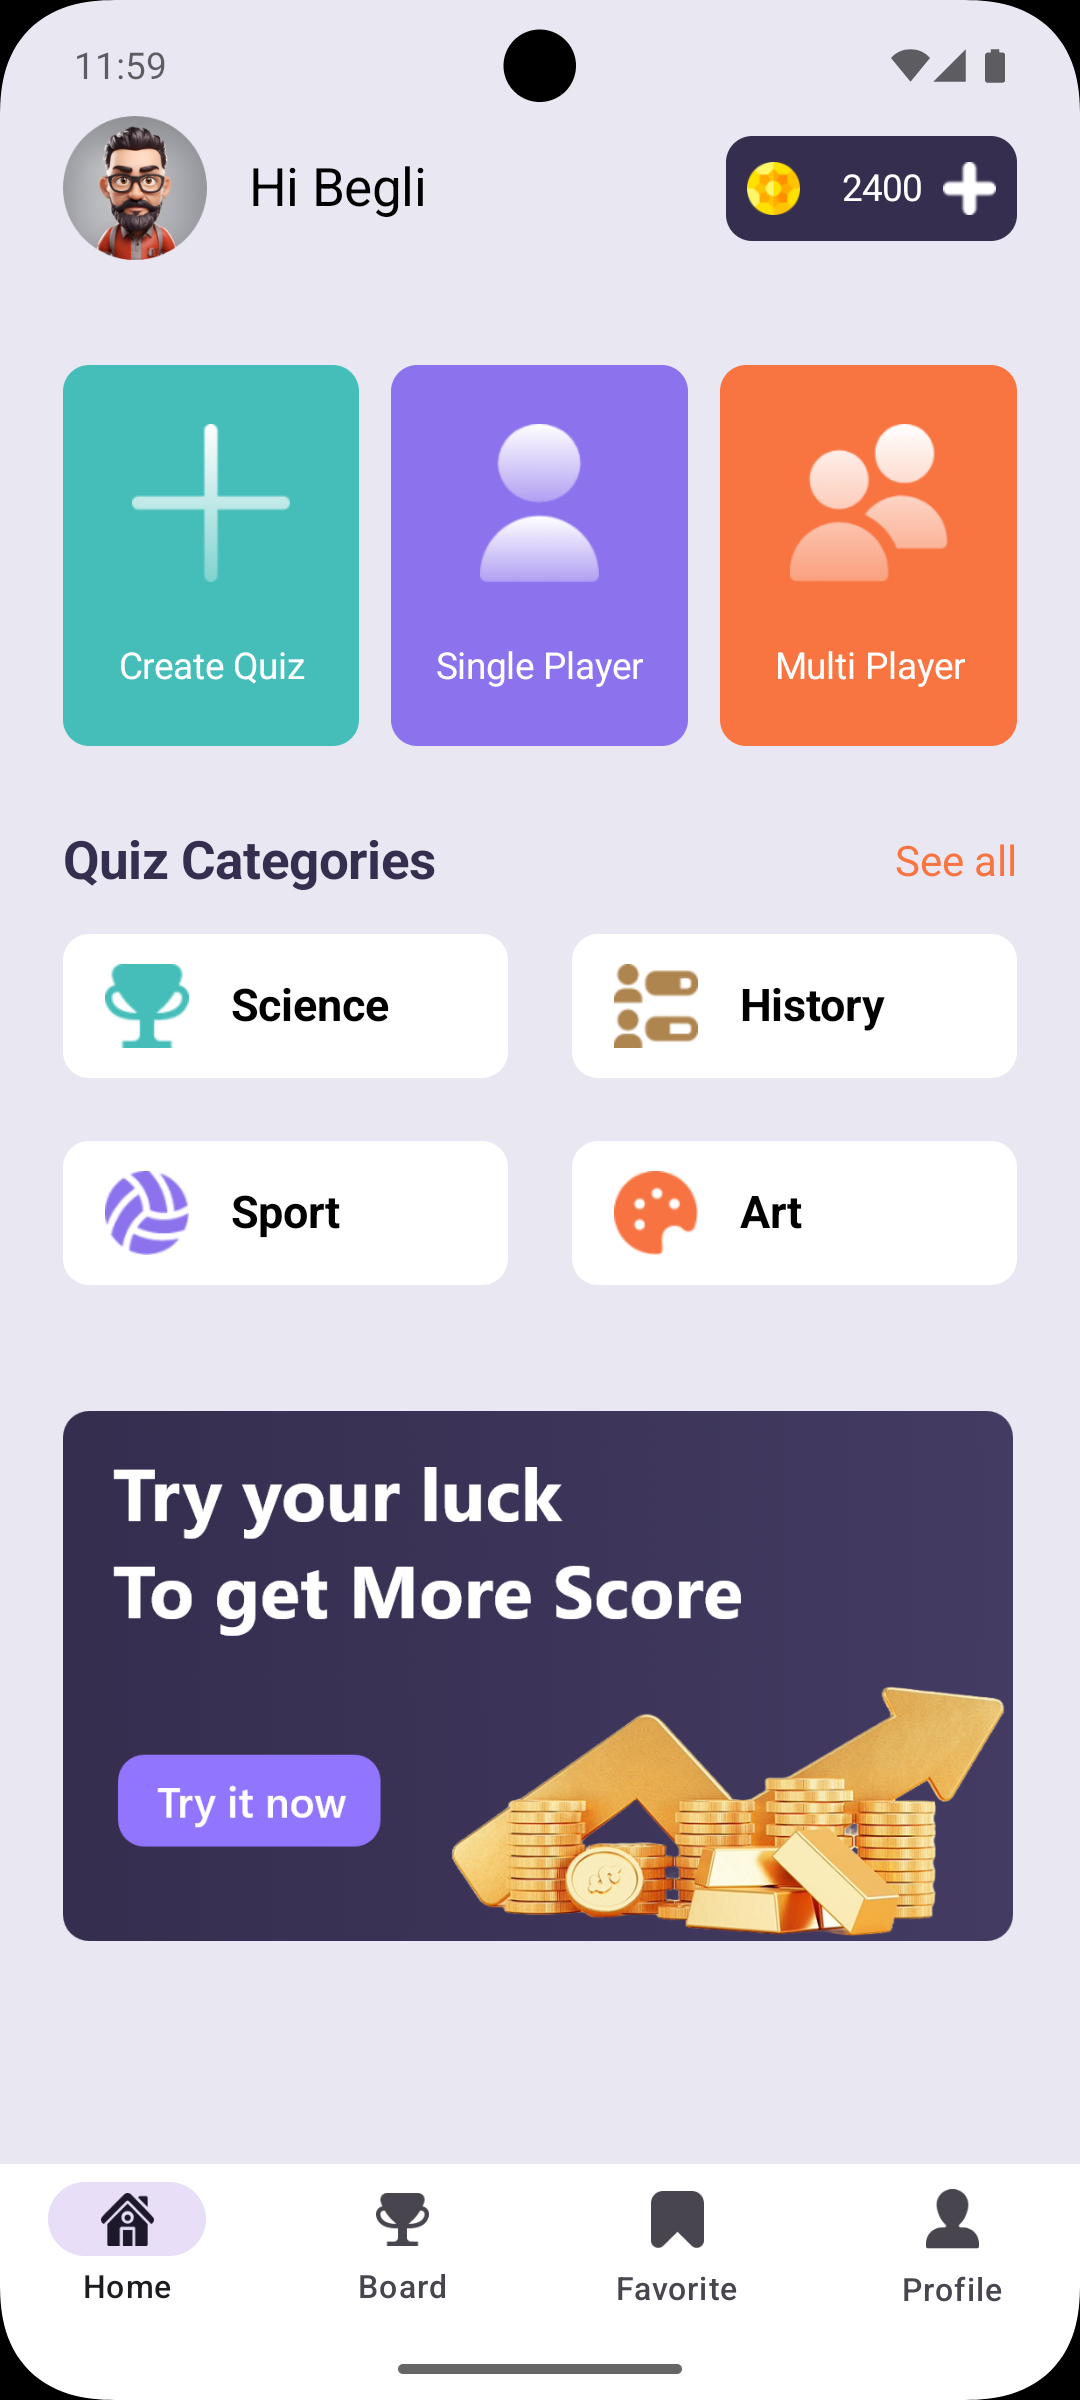 11:59
Hi Begli
2400
Create Quiz
Single Player
Multi Player
Quiz Categories
See all
Science
History
Sport
Art
Try your luck
To get More Score
Try it now
Home
Board
Favorite
Profile